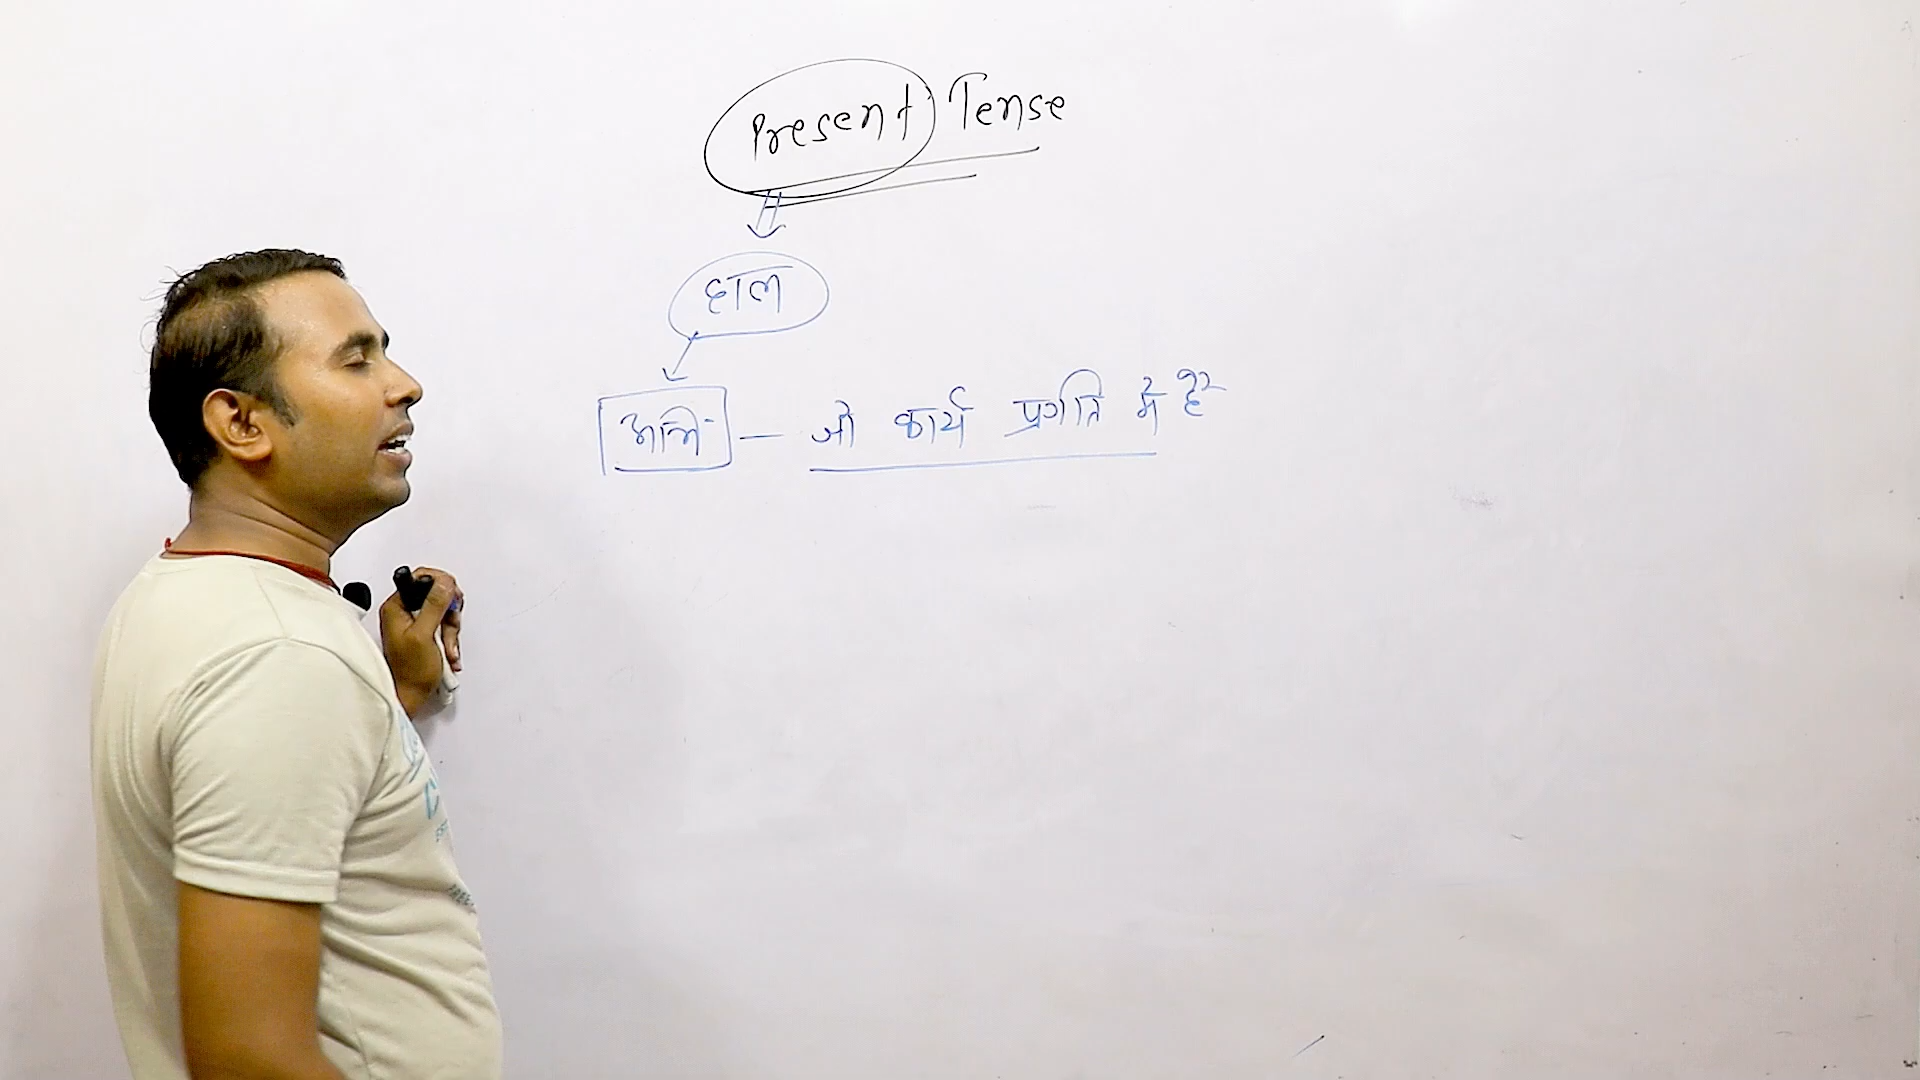 Present Tense
हाल
अभि — जो कार्य प्रगति में है